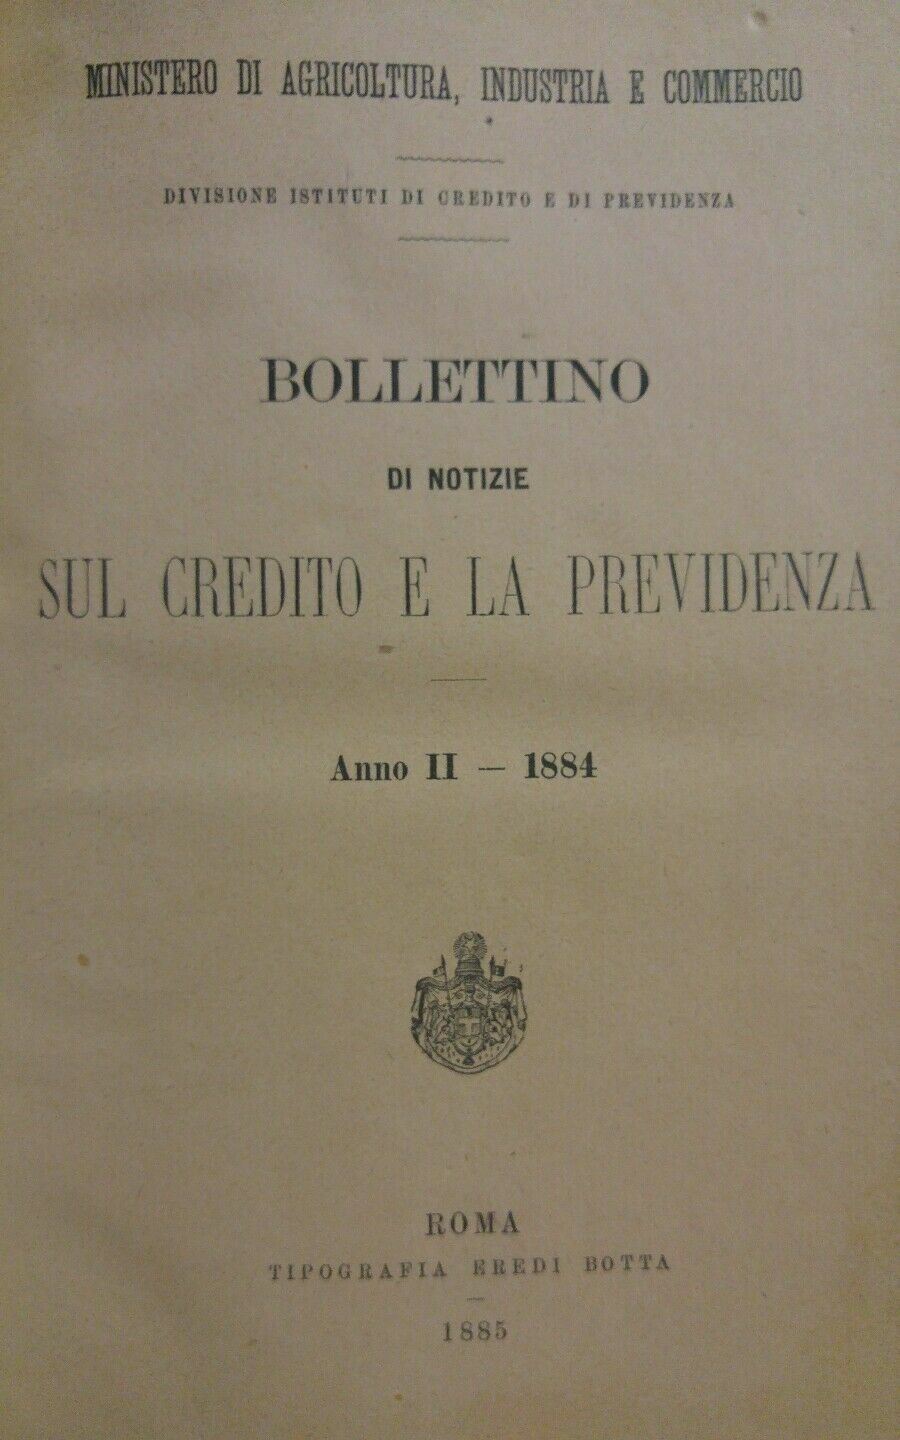 MINISTERO DI AGRICOLTURA, INDUSTRIA E COMMERCIO
DIVISIONE ISTITUTI DI CREDITO E DI PREVIDENZA
BOLLETTINO
DI NOTIZIE
SUL CREDITO E LA PREVIDENZA
Anno II — 1884
ROMA
TIPOGRAFIA EREDI BOTTA
1885